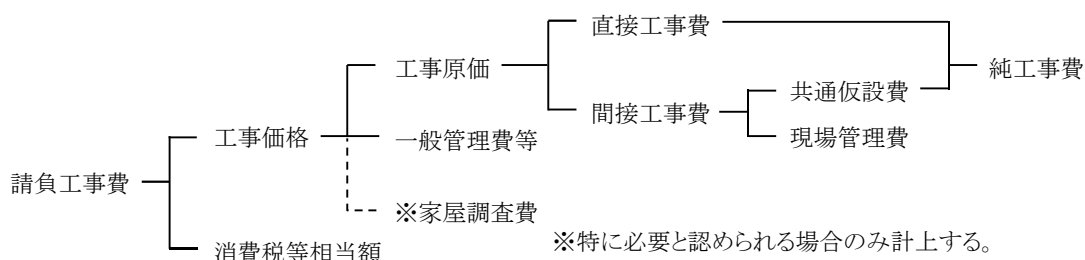 直接工事費
工事原価
純工事費
共通仮設費
間接工事費
工事価格
一般管理費等
現場管理費
請負工事費
※家屋調査費
※特に必要と認められる場合のみ計上する。
消費税等相当額